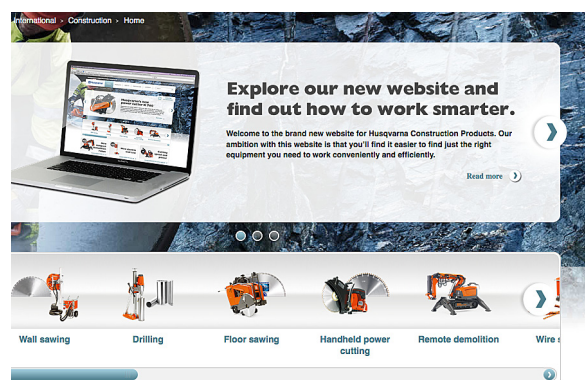 International › Construction › Home
Explore our new website and
find out how to work smarter.
Welcome to the brand new website for Husqvarna Construction Products. Our
ambition with this website is that you'll find it easier to find just the right
equipment you need to work conveniently and efficiently.
Read more
Wall sawing
Drilling
Floor sawing
Handheld power
cutting
Remote demolition
Wire s